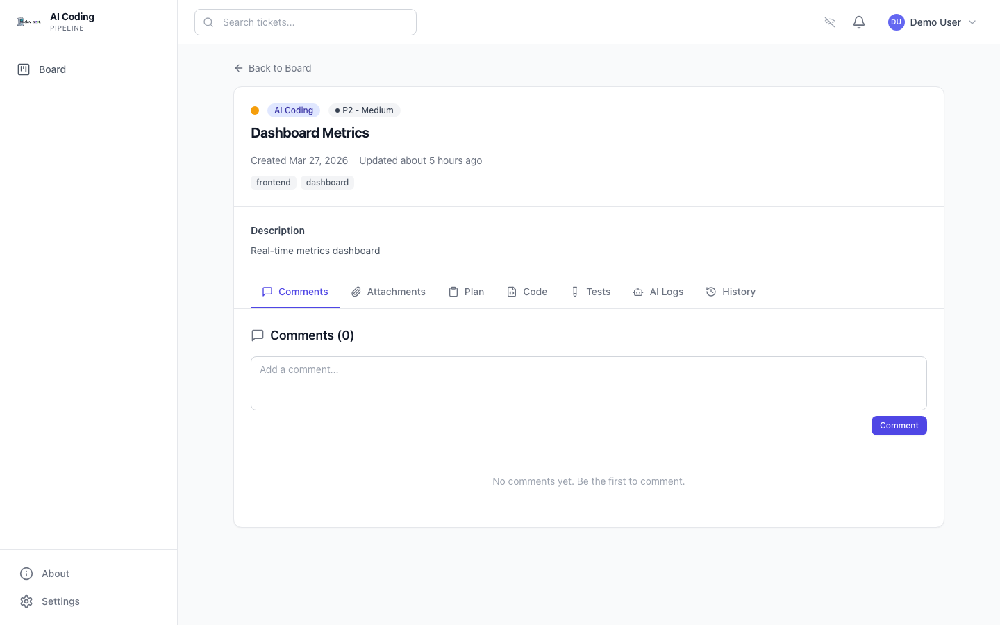 AI Coding
PIPELINE
Search tickets...
DU
Demo User
Board
Back to Board
AI Coding
P2 - Medium
Dashboard Metrics
Created Mar 27, 2026
Updated about 5 hours ago
frontend
dashboard
Description
Real-time metrics dashboard
Comments
Attachments
Plan
Code
Tests
AI Logs
History
Comments (0)
Add a comment...
Comment
No comments yet. Be the first to comment.
About
Settings